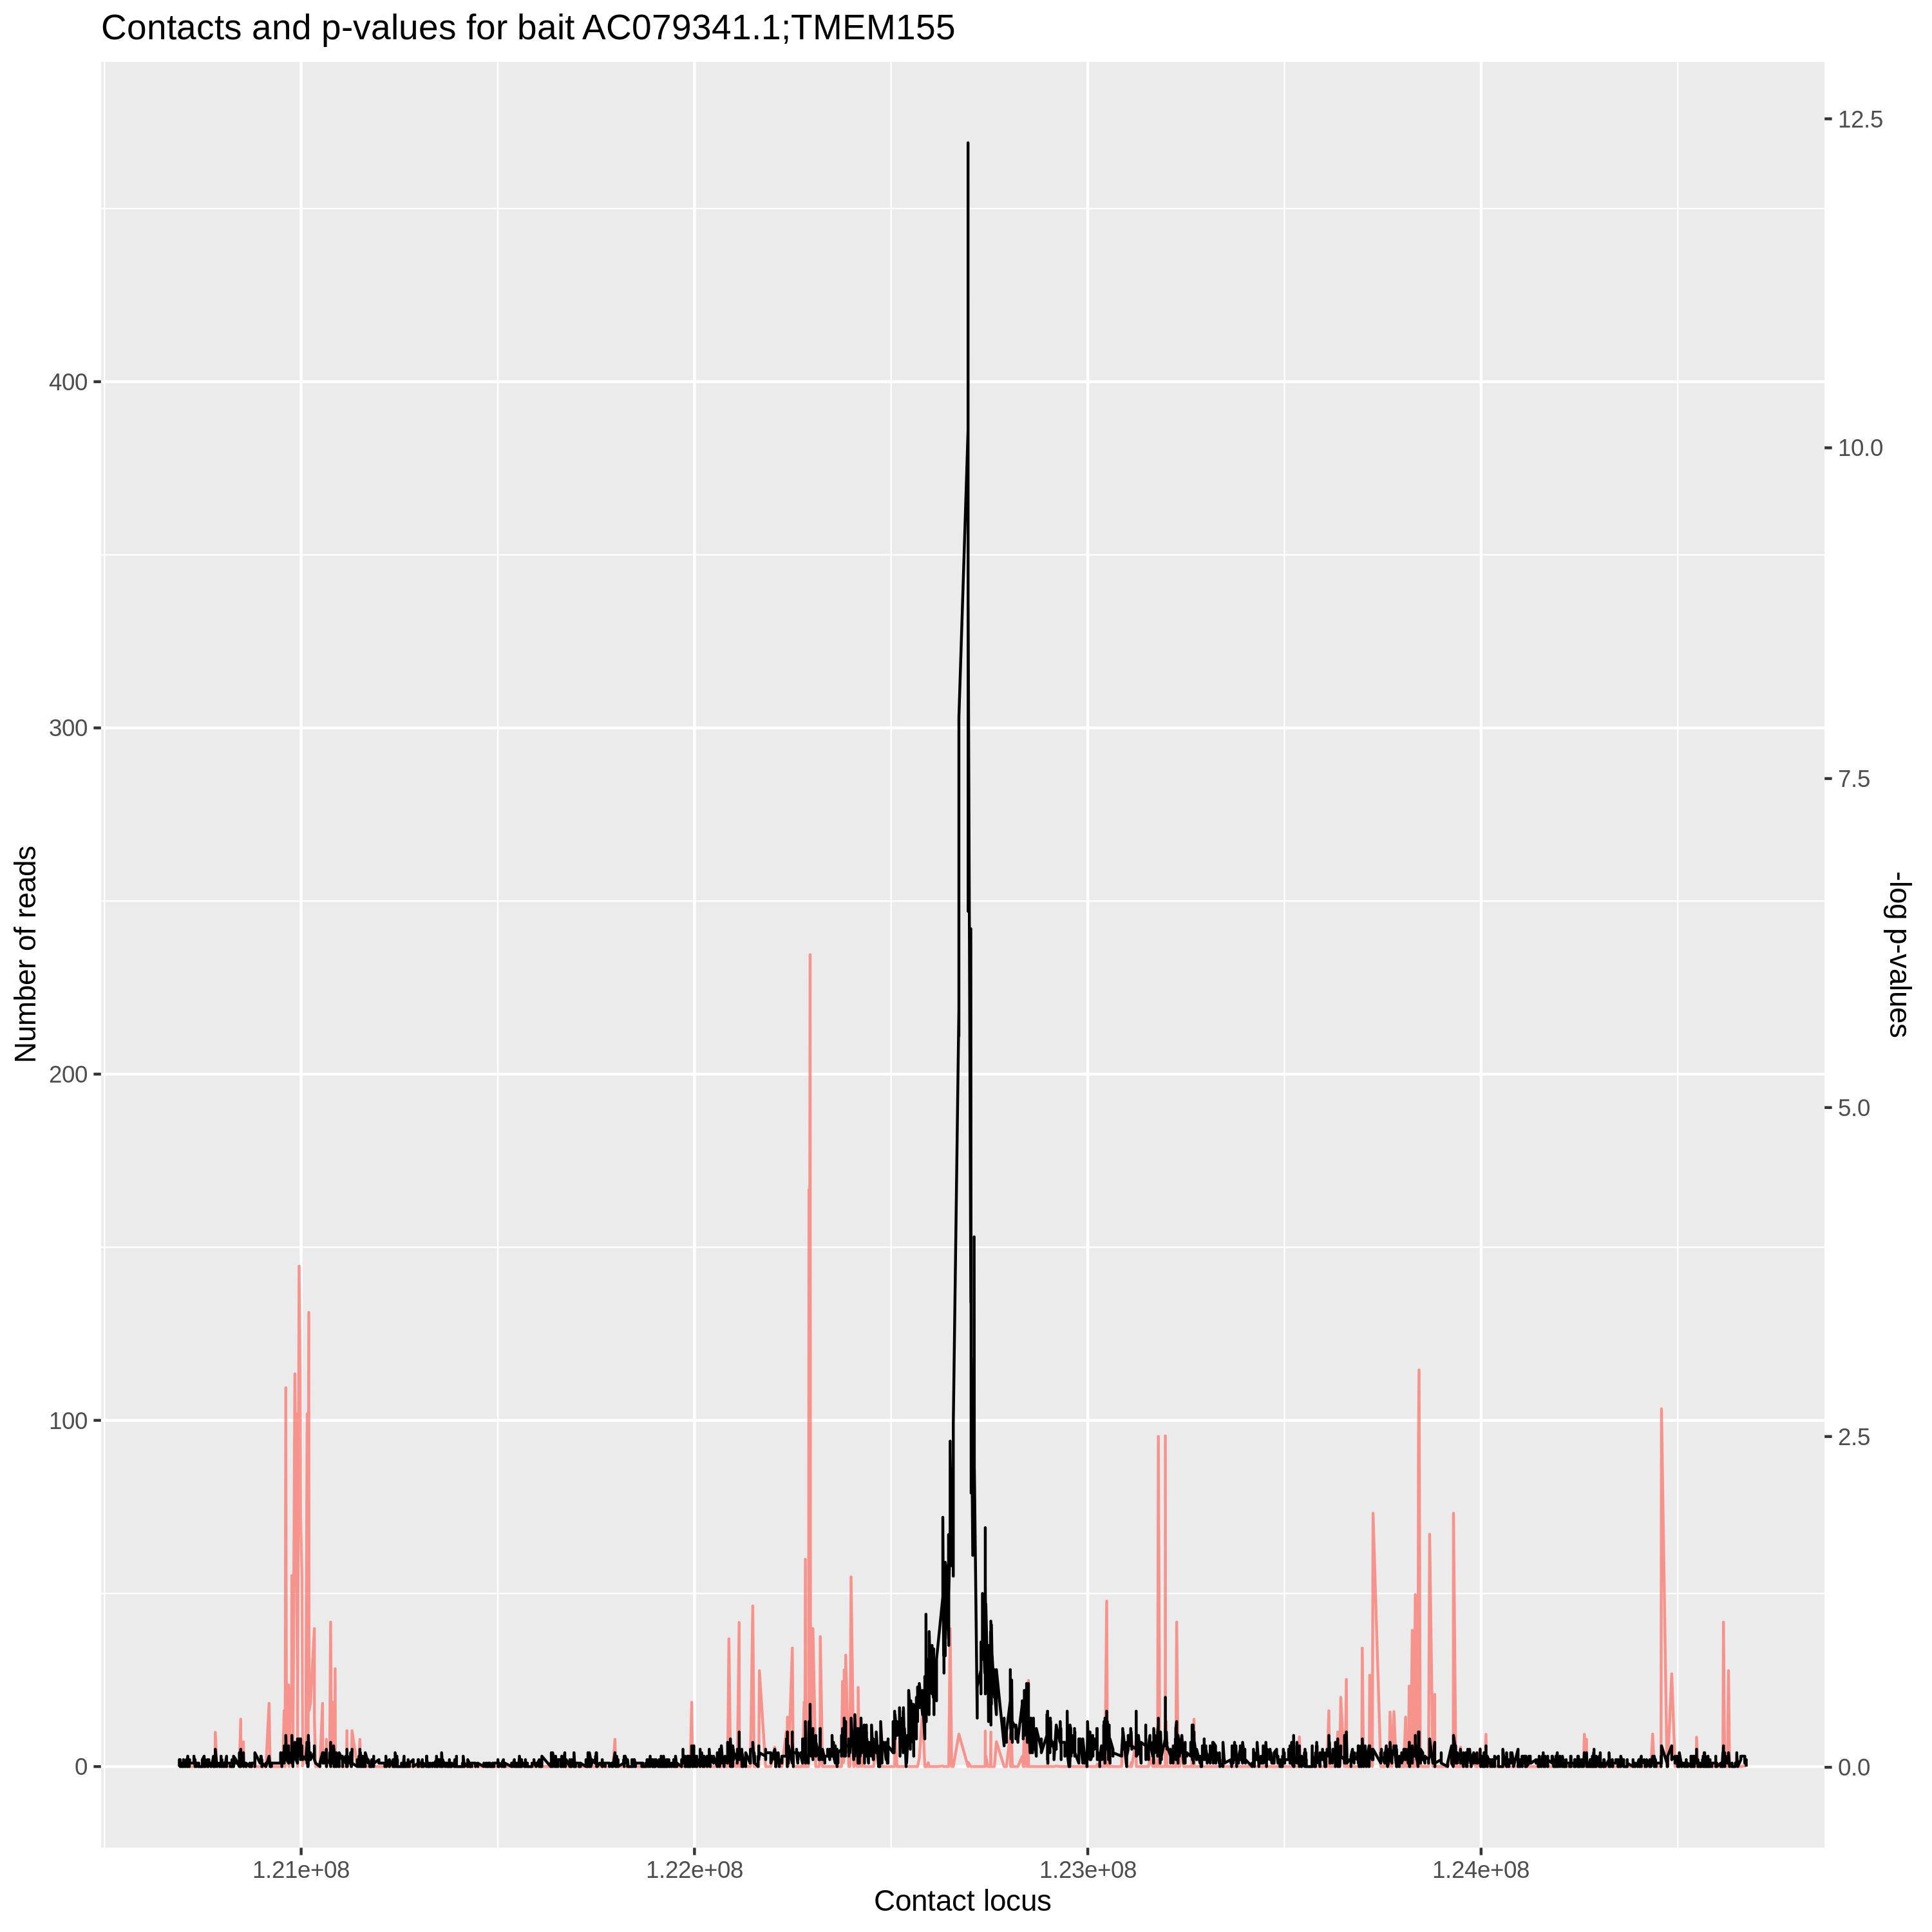 Contacts and p-values for bait AC079341.1;TMEM155
Number of reads
400
300
200
100
0
12.5
10.0
7.5
5.0
2.5
0.0
-log p-values
1.21e+08
1.22e+08
1.23e+08
1.24e+08
Contact locus